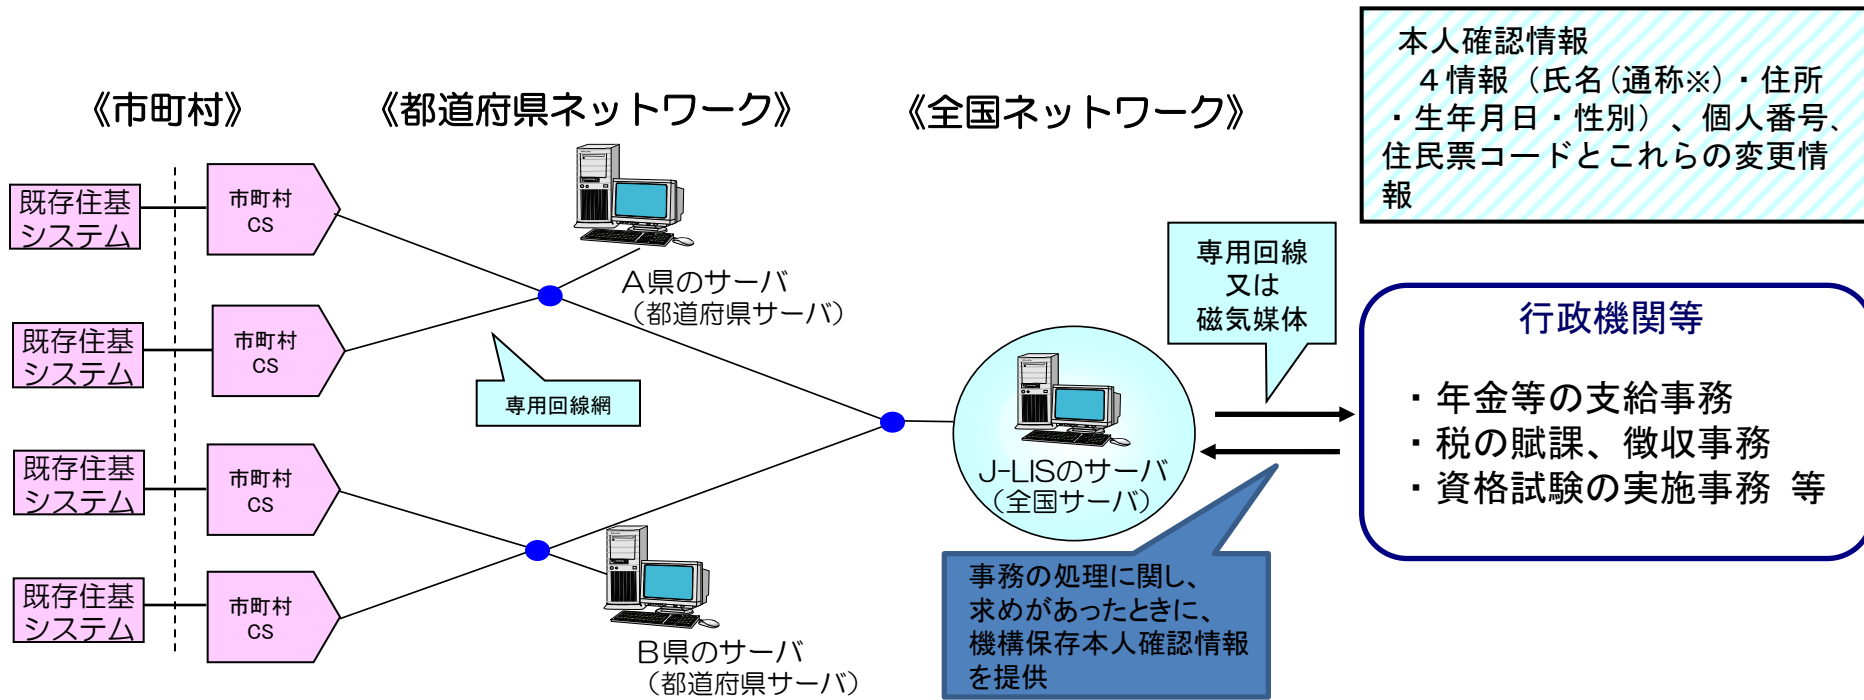 本人確認情報
４情報（氏名(通称※)・住所
・生年月日・性別）、個人番号、
住民票コードとこれらの変更情
報
《市町村》
《都道府県ネットワーク》
《全国ネットワーク》
既存住基
システム
市町村
CS
既存住基
システム
市町村
CS
既存住基
システム
市町村
CS
既存住基
システム
市町村
CS
A県のサーバ
（都道府県サーバ）
専用回線網
B県のサーバ
（都道府県サーバ）
J-LISのサーバ
（全国サーバ）
専用回線
又は
磁気媒体
事務の処理に関し、
求めがあったときに、
機構保存本人確認情報
を提供
行政機関等
・年金等の支給事務
・税の賦課、徴収事務
・資格試験の実施事務 等